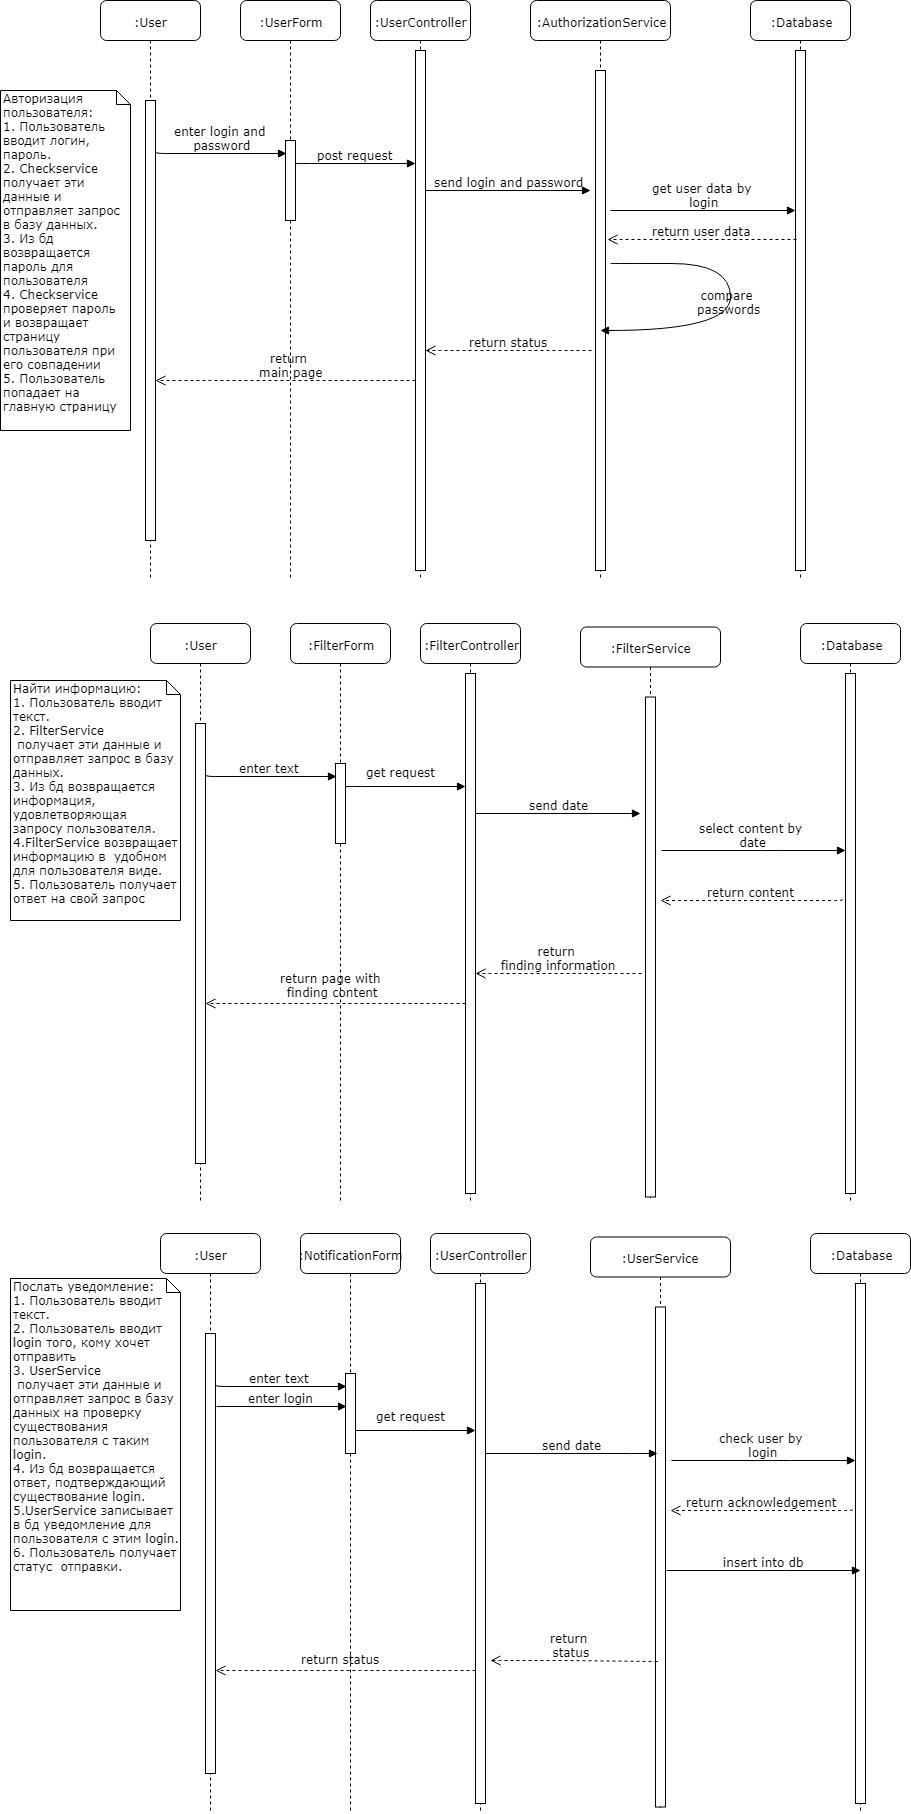 :User
:UserForm
:UserController
:AuthorizationService
:Database
Авторизация
пользователя:
1. Пользователь
вводит логин,
пароль.
2. Checkservice
получает эти
данные и
отправляет запрос
в базу данных.
3. Из бд
возвращается
пароль для
пользователя
4. Checkservice
проверяет пароль
и возвращает
страницу
пользователя при
его совпадении
5. Пользователь
попадает на
главную страницу
enter login and
password
post request
send login and password
get user data by
login
return user data
compare
passwords
return status
return
main page
:User
:FilterForm
:FilterController
:FilterService
:Database
Найти информацию:
1. Пользователь вводит
текст.
2. FilterService
получает эти данные и
отправляет запрос в базу
данных.
3. Из бд возвращается
информация,
удовлетворяющая
запросу пользователя.
4.FilterService возвращает
информацию в  удобном
для пользователя виде.
5. Пользователь получает
ответ на свой запрос
enter text
get request
send date
select content by
date
return content
return
finding information
return page with
finding content
:User
:NotificationForm
:UserController
:UserService
:Database
Послать уведомление:
1. Пользователь вводит
текст.
2. Пользователь вводит
login того, кому хочет
отправить
3. UserService
получает эти данные и
отправляет запрос в базу
данных на проверку
существования
пользователя с таким
login.
4. Из бд возвращается
ответ, подтверждающий
существование login.
5.UserService записывает
в бд уведомление для
пользователя с этим login.
6. Пользователь получает
статус  отправки.
enter text
enter login
get request
send date
check user by
login
return acknowledgement
insert into db
return
status
return status